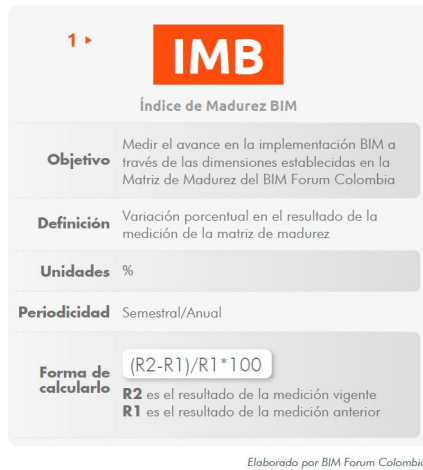 1
IMB
Índice de Madurez BIM
Objetivo
Medir el avance en la implementación BIM a
través de las dimensiones establecidas en la
Matriz de Madurez del BIM Forum Colombia
Definición
Variación porcentual en el resultado de la
medición de la matriz de madurez
Unidades
%
Periodicidad
Semestral/Anual
Forma de
calcularlo
(R2-R1)/R1*100
R2 es el resultado de la medición vigente
R1 es el resultado de la medición anterior
Elaborado por BIM Forum Colombia